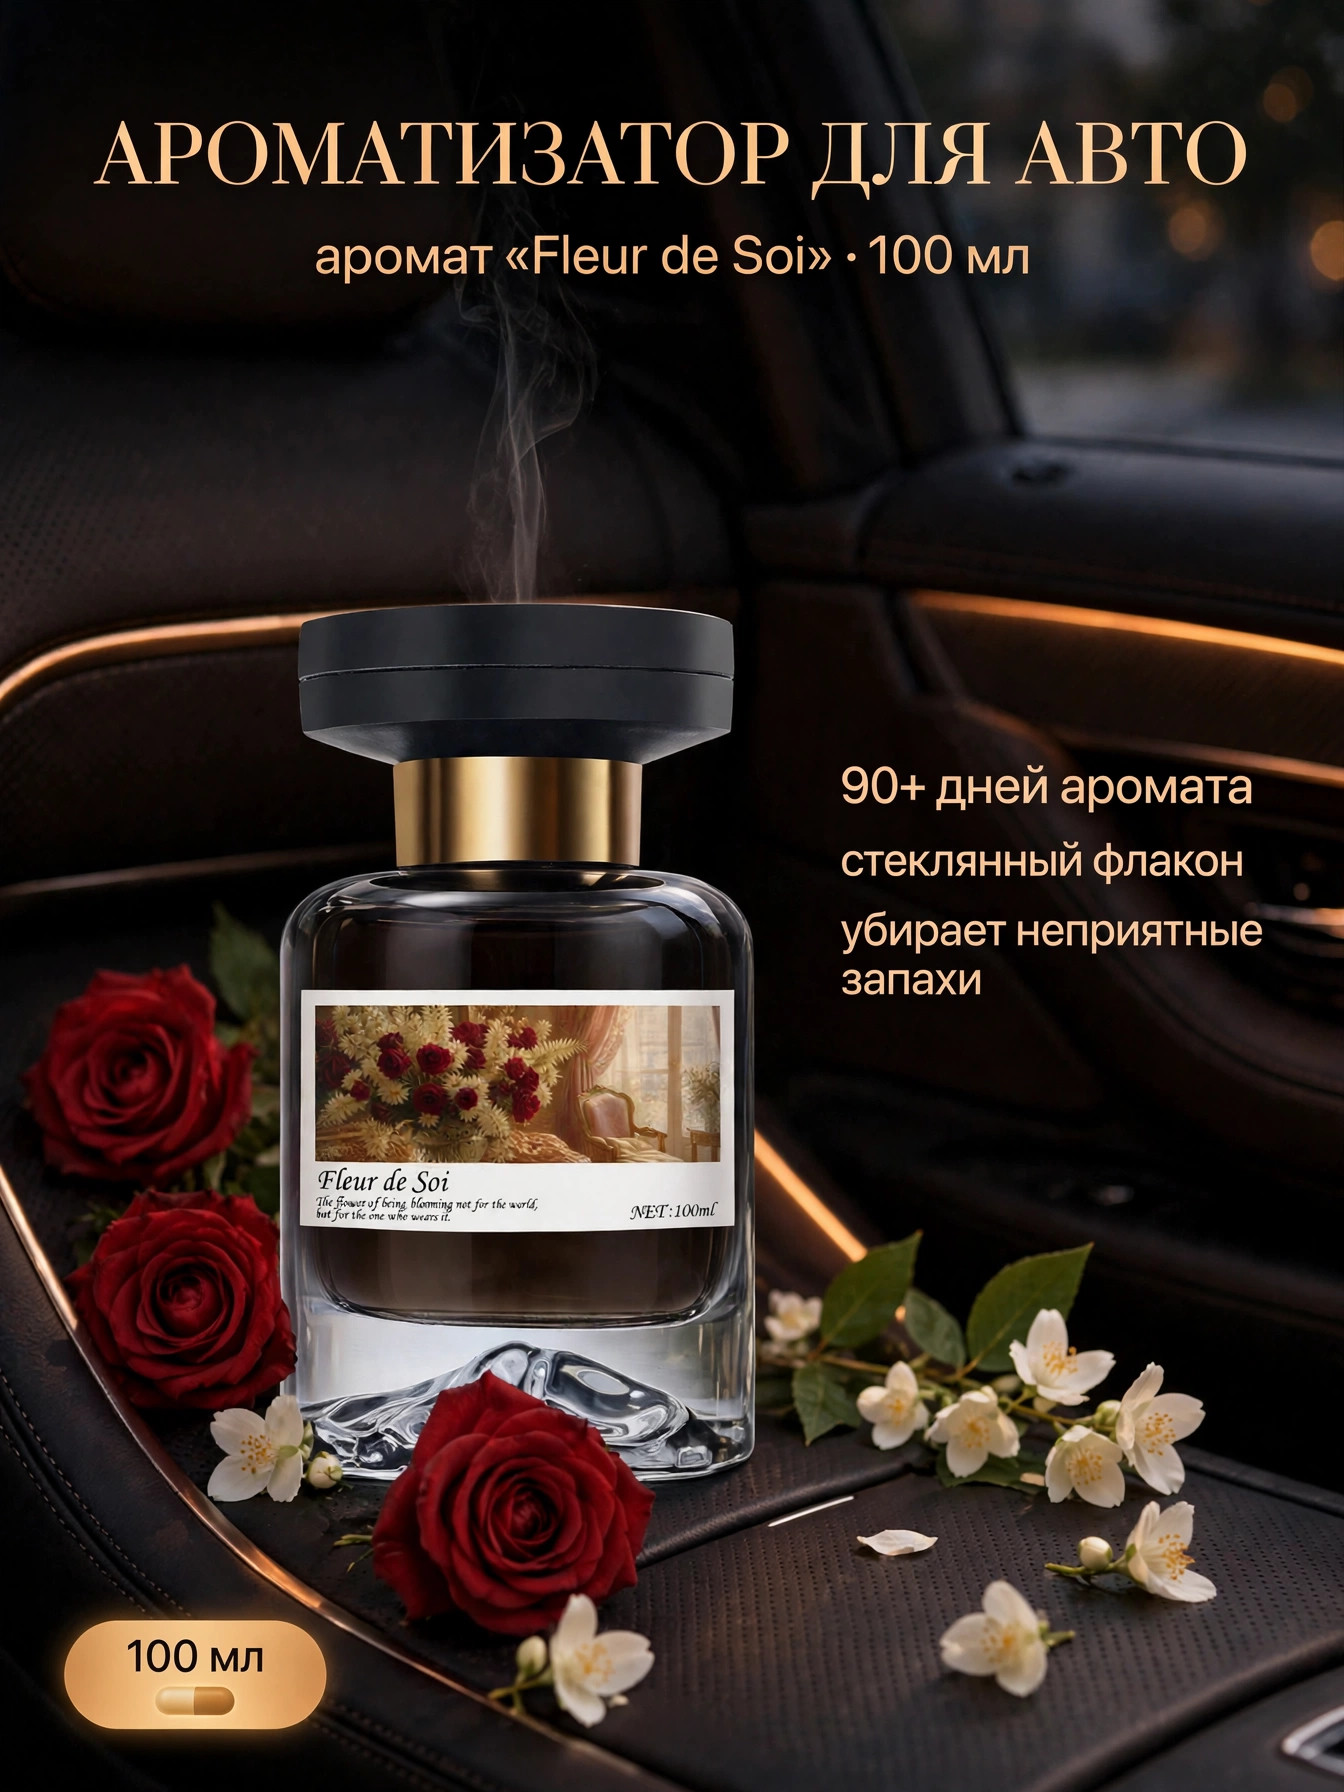 АРОМАТИЗАТОР ДЛЯ АВТО
аромат «Fleur de Soi» · 100 мл
90+ дней аромата
стеклянный флакон
убирает неприятные
запахи
Fleur de Soi
The flower of being, blooming not for the world,
but for the one who wears it.
NET:100ml
100 мл